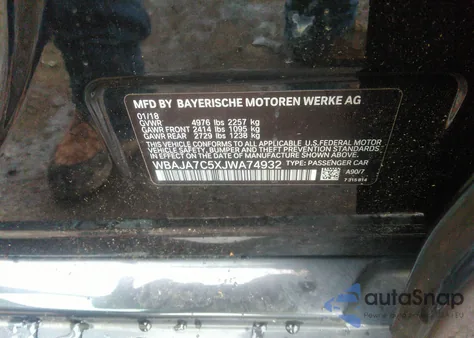 MFD BY BAYERISCHE MOTOREN WERKE AG
01/18
GVWR 4976 lbs 2257 kg
GAWR FRONT 2414 lbs 1095 kg
GAWR REAR 2729 lbs 1238 kg
THIS VEHICLE CONFORMS TO ALL APPLICABLE U.S. FEDERAL MOTOR
VEHICLE SAFETY, BUMPER, AND THEFT PREVENTION STANDARDS
IN EFFECT ON THE DATE OF MANUFACTURE SHOWN ABOVE.
WBAJA7C5XJWA74932 TYPE: PASSENGER CAR
A90/7
autoSnap